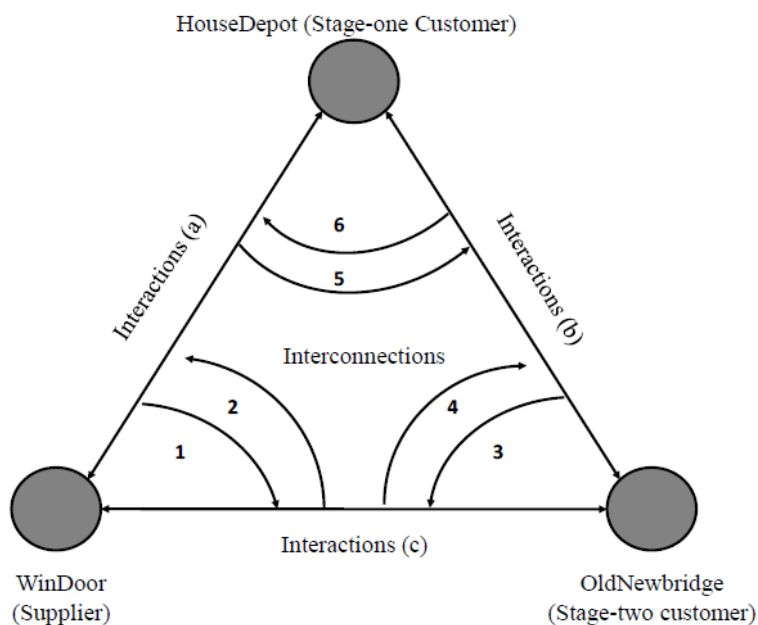 HouseDepot (Stage-one Customer)
Interactions (a)
6
Interactions (b)
5
Interconnections
2
4
1
3
Interactions (c)
WinDoor
(Supplier)
OldNewbridge
(Stage-two customer)